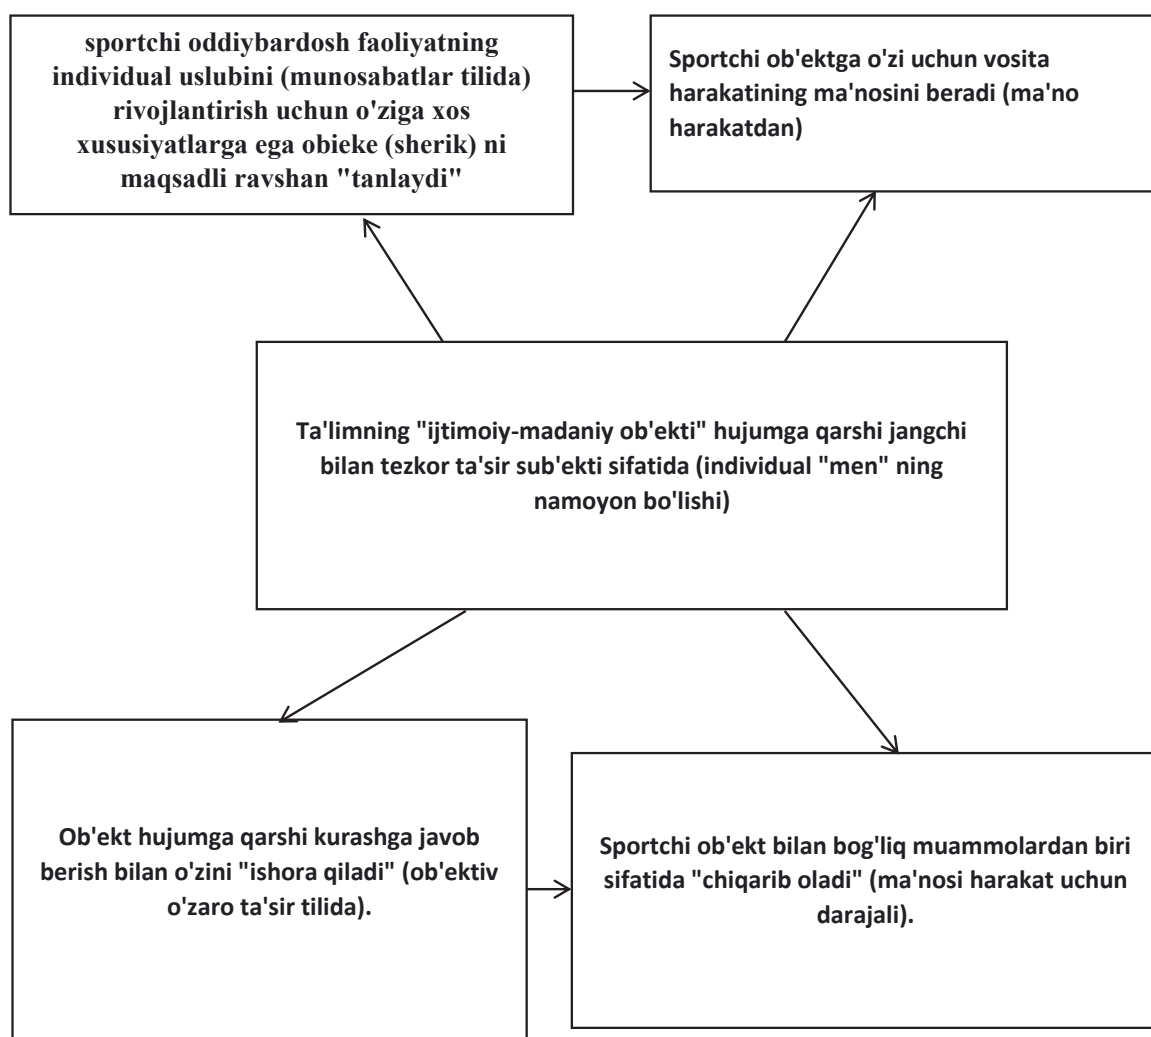 sportchi oddiybardosh faoliyatning
individual uslubini (munosabatlar tilida)
rivojlantirish uchun o'ziga xos
xususiyatlarga ega obieke (sherik) ni
maqsadli ravshan "tanlaydi"
Sportchi ob'ektga o'zi uchun vosita
harakatining ma'nosini beradi (ma'no
harakatdan)
Ta'limning "ijtimoiy-madaniy ob'ekti" hujumga qarshi jangchi
bilan tezkor ta'sir sub'ekti sifatida (individual "men" ning
namoyon bo'lishi)
Ob'ekt hujumga qarshi kurashga javob
berish bilan o'zini "ishora qiladi" (ob'ektiv
o'zaro ta'sir tilida).
Sportchi ob'ekt bilan bog'liq muammolardan biri
sifatida "chiqarib oladi" (ma'nosi harakat uchun
darajali).